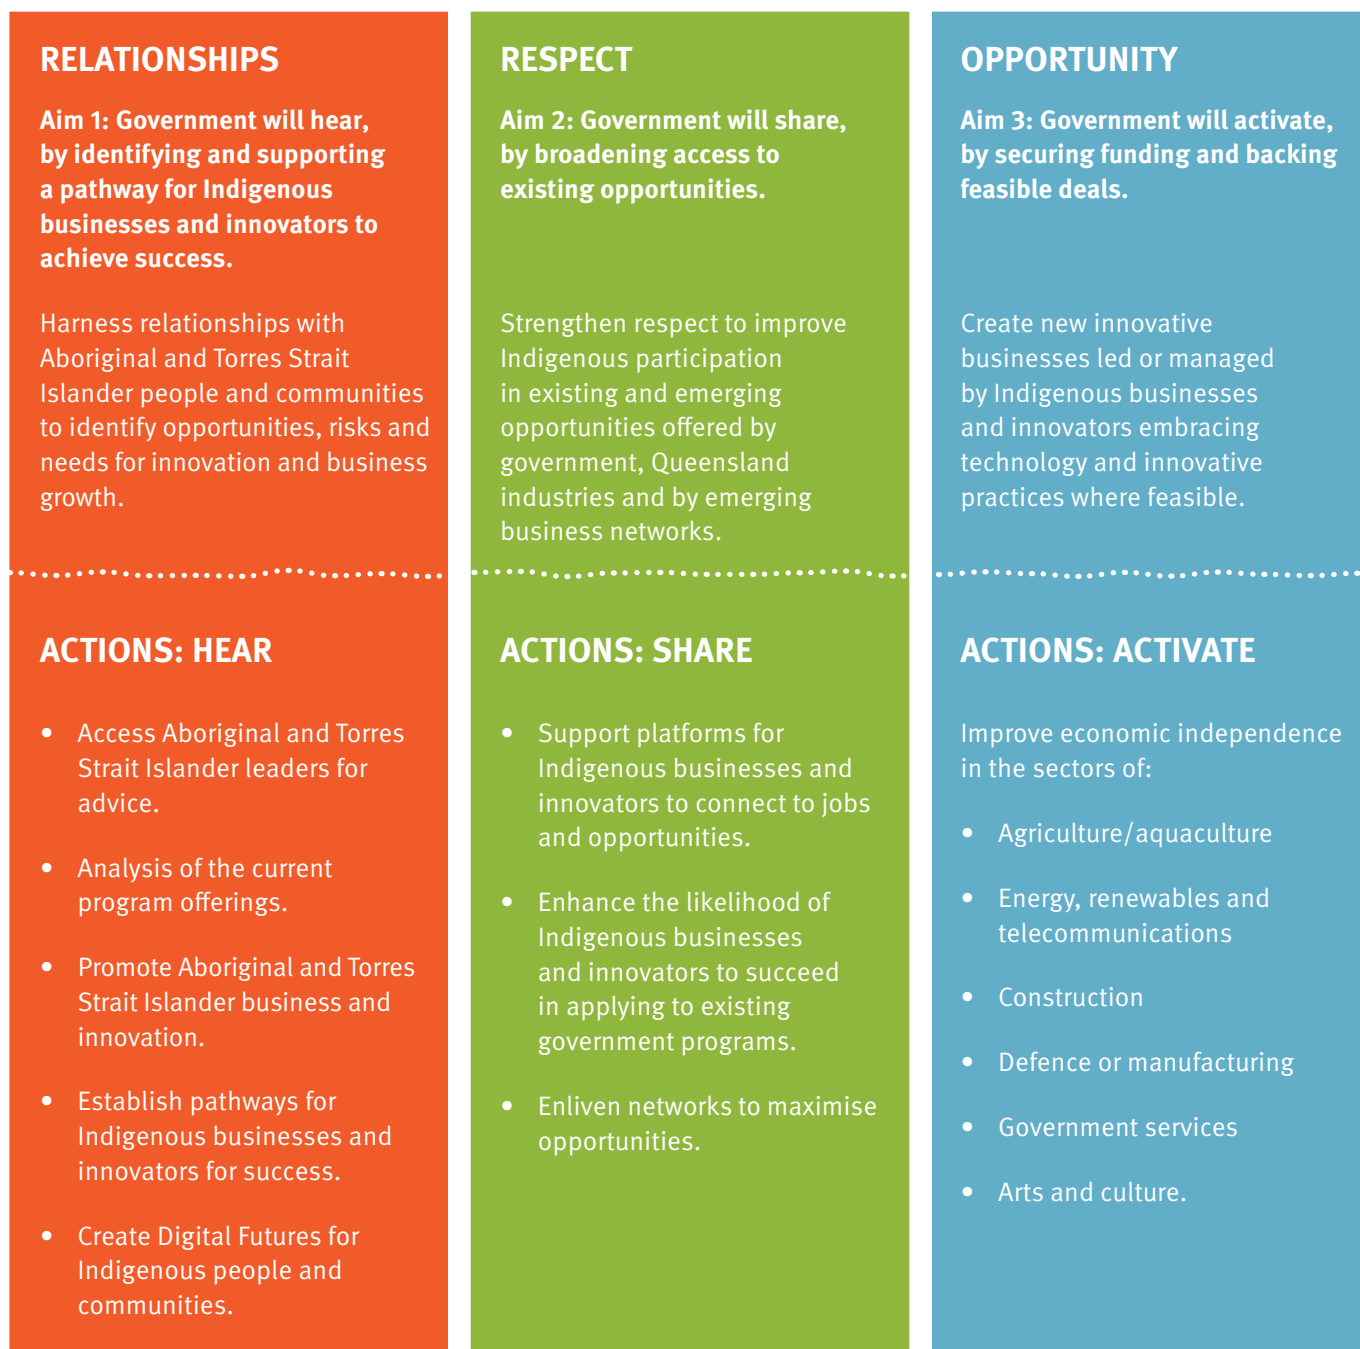 RELATIONSHIPS
Aim 1: Government will hear,
by identifying and supporting
a pathway for Indigenous
businesses and innovators to
achieve success.
Harness relationships with
Aboriginal and Torres Strait
Islander people and communities
to identify opportunities, risks and
needs for innovation and business
growth.
ACTIONS: HEAR
• Access Aboriginal and Torres
Strait Islander leaders for
advice.
• Analysis of the current
program offerings.
• Promote Aboriginal and Torres
Strait Islander business and
innovation.
• Establish pathways for
Indigenous businesses and
innovators for success.
• Create Digital Futures for
Indigenous people and
communities.
RESPECT
Aim 2: Government will share,
by broadening access to
existing opportunities.
Strengthen respect to improve
Indigenous participation
in existing and emerging
opportunities offered by
government, Queensland
industries and by emerging
business networks.
ACTIONS: SHARE
• Support platforms for
Indigenous businesses and
innovators to connect to jobs
and opportunities.
• Enhance the likelihood of
Indigenous businesses
and innovators to succeed
in applying to existing
government programs.
• Enliven networks to maximise
opportunities.
OPPORTUNITY
Aim 3: Government will activate,
by securing funding and backing
feasible deals.
Create new innovative
businesses led or managed
by Indigenous businesses
and innovators embracing
technology and innovative
practices where feasible.
ACTIONS: ACTIVATE
Improve economic independence
in the sectors of:
• Agriculture/aquaculture
• Energy, renewables and
telecommunications
• Construction
• Defence or manufacturing
• Government services
• Arts and culture.